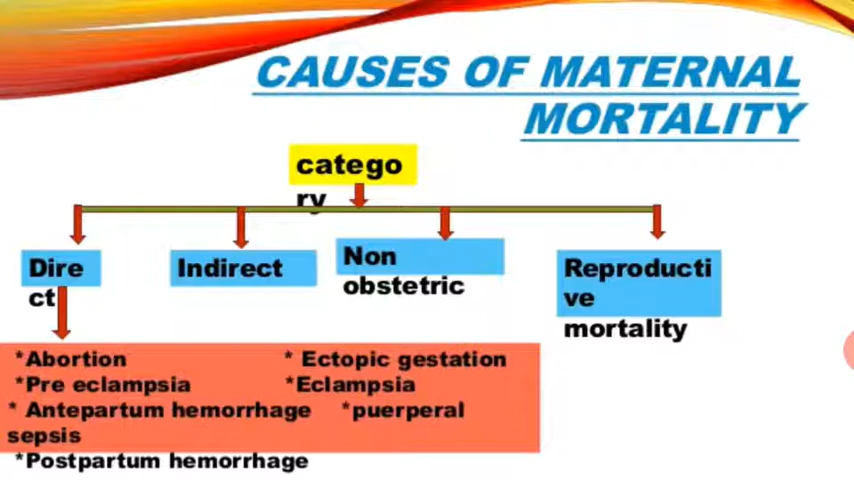 CAUSES OF MATERNAL
MORTALITY
catego
ry
Dire
ct
Indirect
Non
obstetric
Reproducti
ve
mortality
*Abortion * Ectopic gestation
*Pre eclampsia *Eclampsia
* Antepartum hemorrhage *puerperal
sepsis
*Postpartum hemorrhage